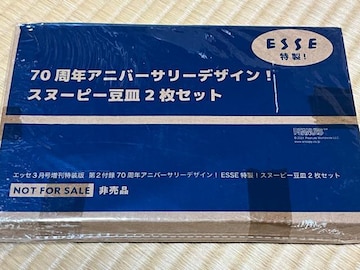 ESSE
特製!
70周年アニバーサリーデザイン!
スヌーピー豆皿2枚セット
PEANUTS
エッセ3月号増刊特装版 第2付録 70周年アニバーサリーデザイン! ESSE特製!スヌーピー豆皿2枚セット
NOT FOR SALE 非売品